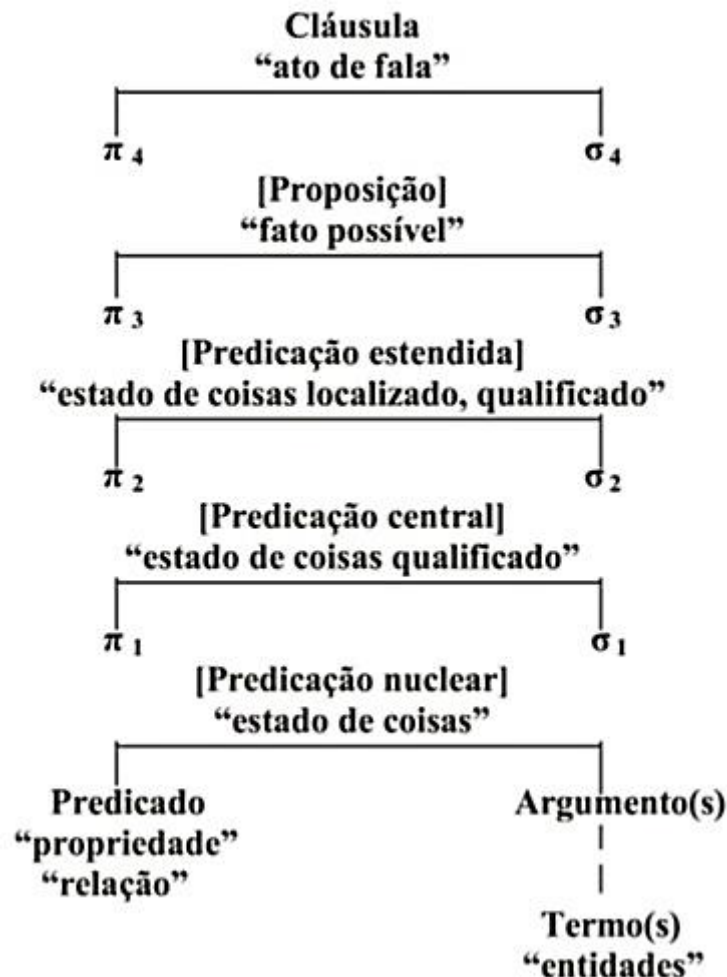 Cláusula
“ato de fala”
π 4 σ 4
[Proposição]
“fato possível”
π 3 σ 3
[Predicação estendida]
“estado de coisas localizado, qualificado”
π 2 σ 2
[Predicação central]
“estado de coisas qualificado”
π 1 σ 1
[Predicação nuclear]
“estado de coisas”
Predicado Argumento(s)
“propriedade”
“relação”
Termo(s)
“entidades”